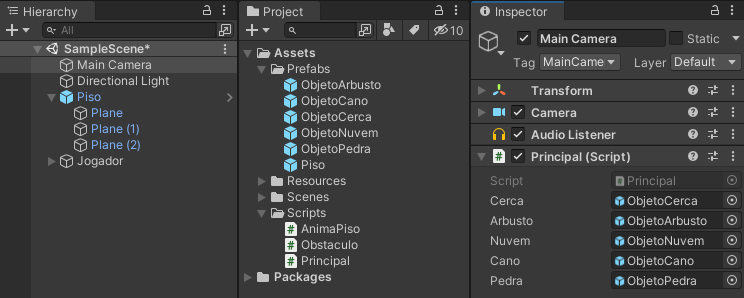 Hierarchy
All
SampleScene*
Main Camera
Directional Light
Piso
Plane
Plane (1)
Plane (2)
Jogador
Project
10
Assets
Prefabs
ObjetoArbusto
ObjetoCano
ObjetoCerca
ObjetoNuvem
ObjetoPedra
Piso
Resources
Scenes
Scripts
AnimaPiso
Obstaculo
Principal
Packages
Inspector
Main Camera Static
Tag MainCame Layer Default
Transform
Camera
Audio Listener
# Principal (Script)
Script Principal
Cerca ObjetoCerca
Arbusto ObjetoArbusto
Nuvem ObjetoNuvem
Cano ObjetoCano
Pedra ObjetoPedra